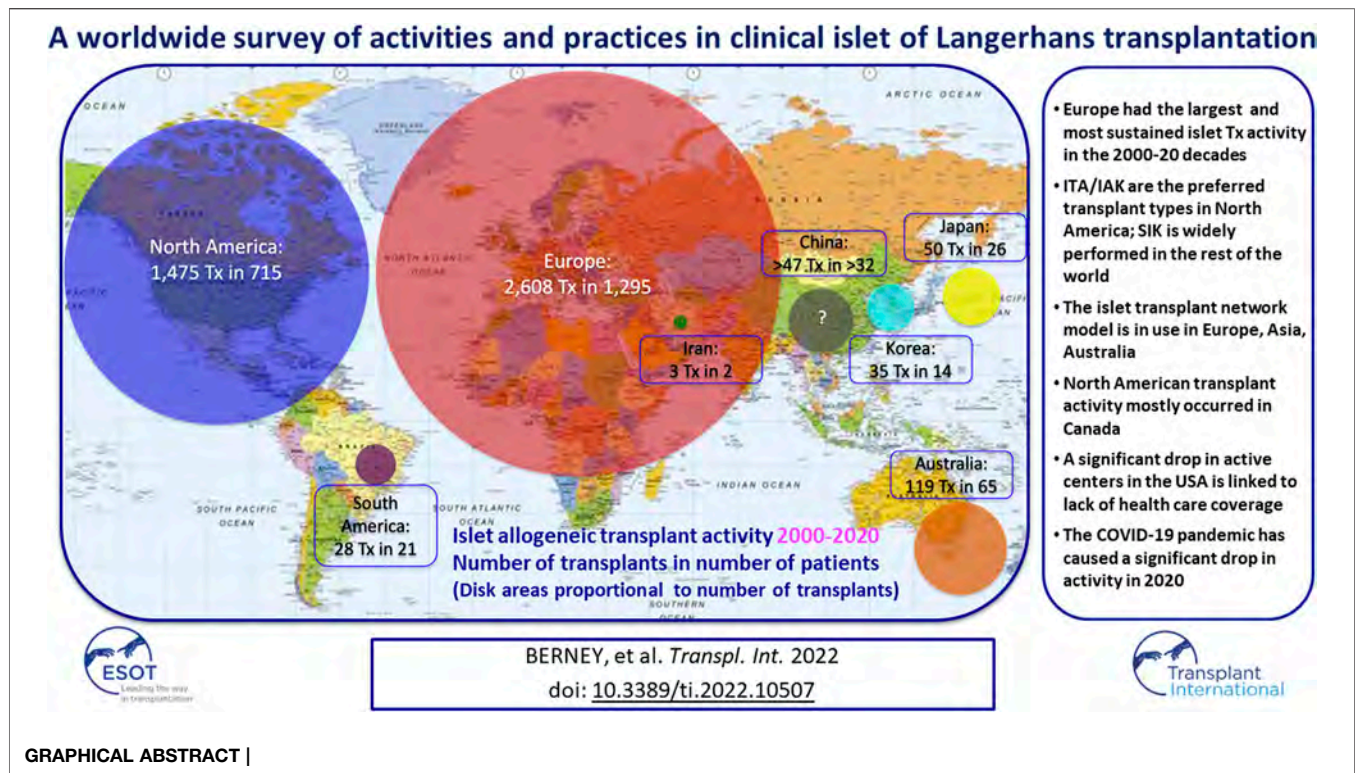 A worldwide survey of activities and practices in clinical islet of Langerhans transplantation
OCEAN
ARCTIC OCEAN
GREENLAND
RUSSIA
North America:
1,475 Tx in 715
NORTH ATLANTIC
OCEAN
Europe:
2,608 Tx in 1,295
China:
>47 Tx in >32
Japan:
50 Tx in 26
?
Iran:
3 Tx in 2
Korea:
35 Tx in 14
BRAZIL
South
America:
28 Tx in 21
Australia:
119 Tx in 65
INDIAN OCEAN
SOUTH PACIFIC
OCEAN
SOUTH ATLANTIC
OCEAN
SOUTHERN
OCEAN
Islet allogeneic transplant activity 2000-2020
Number of transplants in number of patients
(Disk areas proportional to number of transplants)
• Europe had the largest and
most sustained islet Tx activity
in the 2000-20 decades
• ITA/IAK are the preferred
transplant types in North
America; SIK is widely
performed in the rest of the
world
• The islet transplant network
model is in use in Europe, Asia,
Australia
• North American transplant
activity mostly occurred in
Canada
• A significant drop in active
centers in the USA is linked to
lack of health care coverage
• The COVID-19 pandemic has
caused a significant drop in
activity in 2020
ESOT
Leading the way
in transplantation
BERNEY, et al. Transpl. Int. 2022
doi: 10.3389/ti.2022.10507
Transplant
International
GRAPHICAL ABSTRACT |